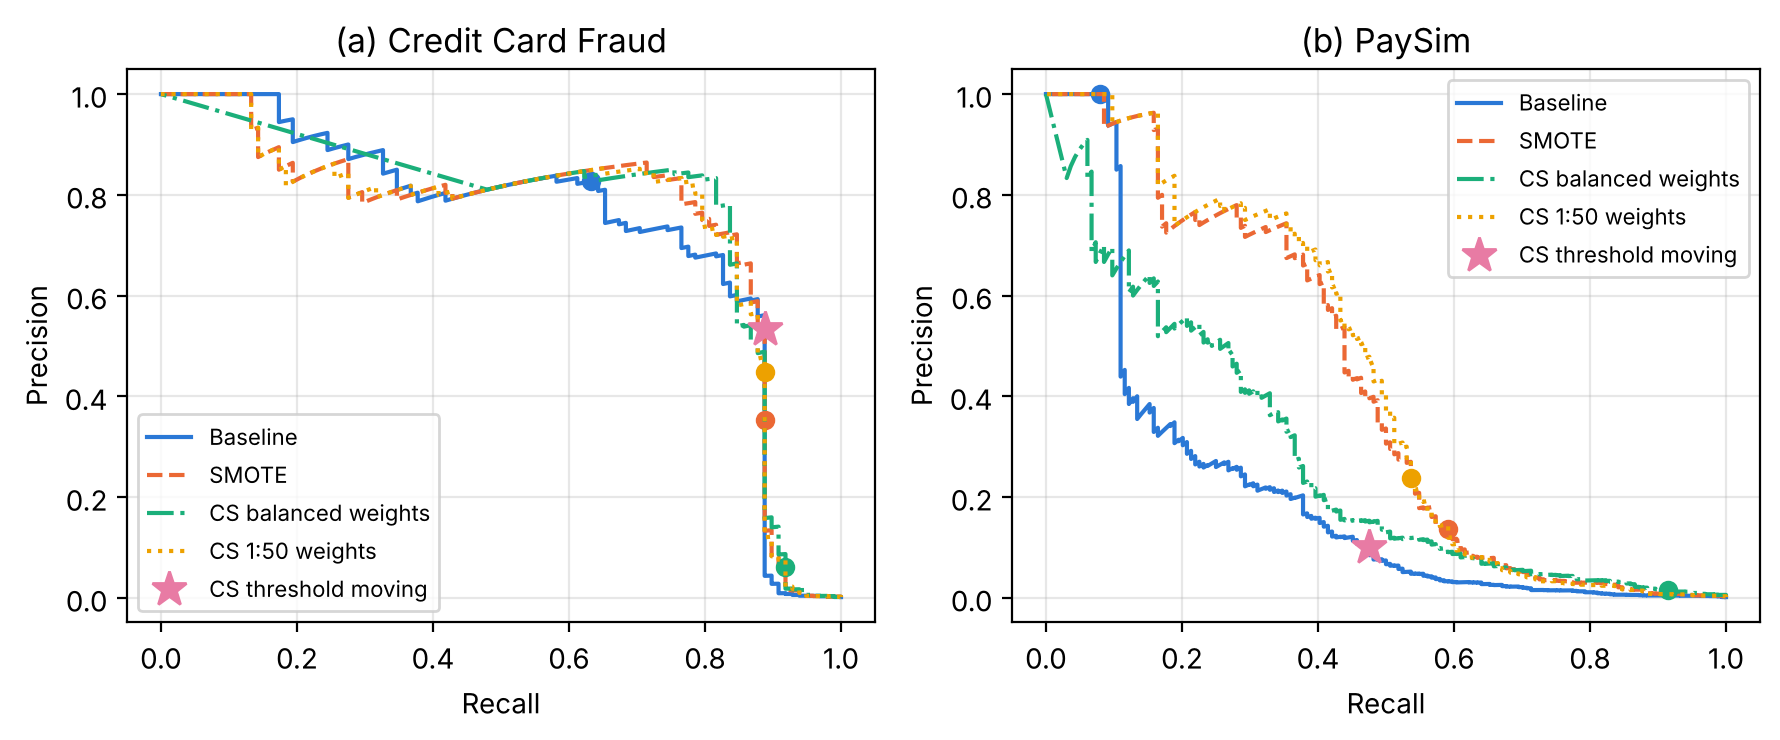 (a) Credit Card Fraud
1.0
0.8
0.6
0.4
0.2
0.0
Precision
Baseline
SMOTE
CS balanced weights
CS 1:50 weights
CS threshold moving
0.0 0.2 0.4 0.6 0.8 1.0
Recall
(b) PaySim
1.0
0.8
0.6
0.4
0.2
0.0
Precision
Baseline
SMOTE
CS balanced weights
CS 1:50 weights
CS threshold moving
0.0 0.2 0.4 0.6 0.8 1.0
Recall